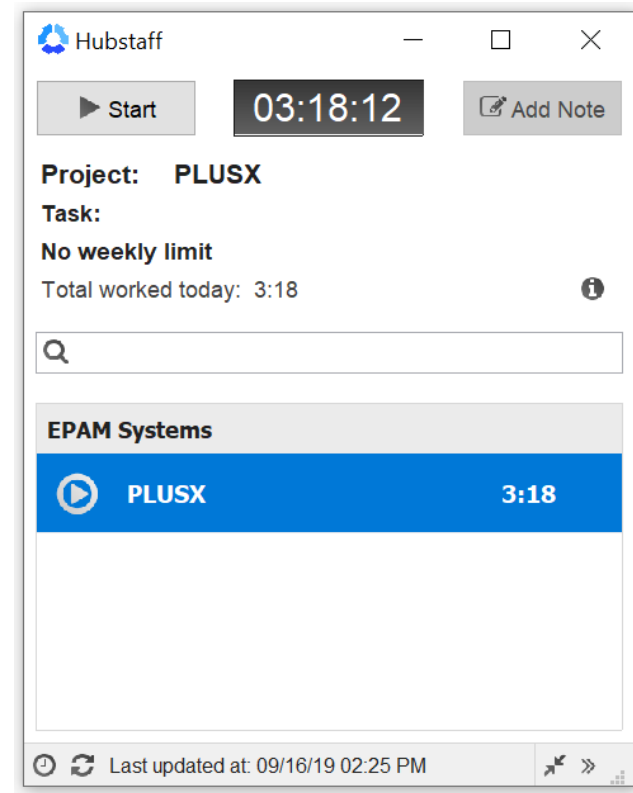 Hubstaff
Start 03:18:12 Add Note
Project: PLUSX
Task:
No weekly limit
Total worked today: 3:18
EPAM Systems
PLUSX 3:18
Last updated at: 09/16/19 02:25 PM